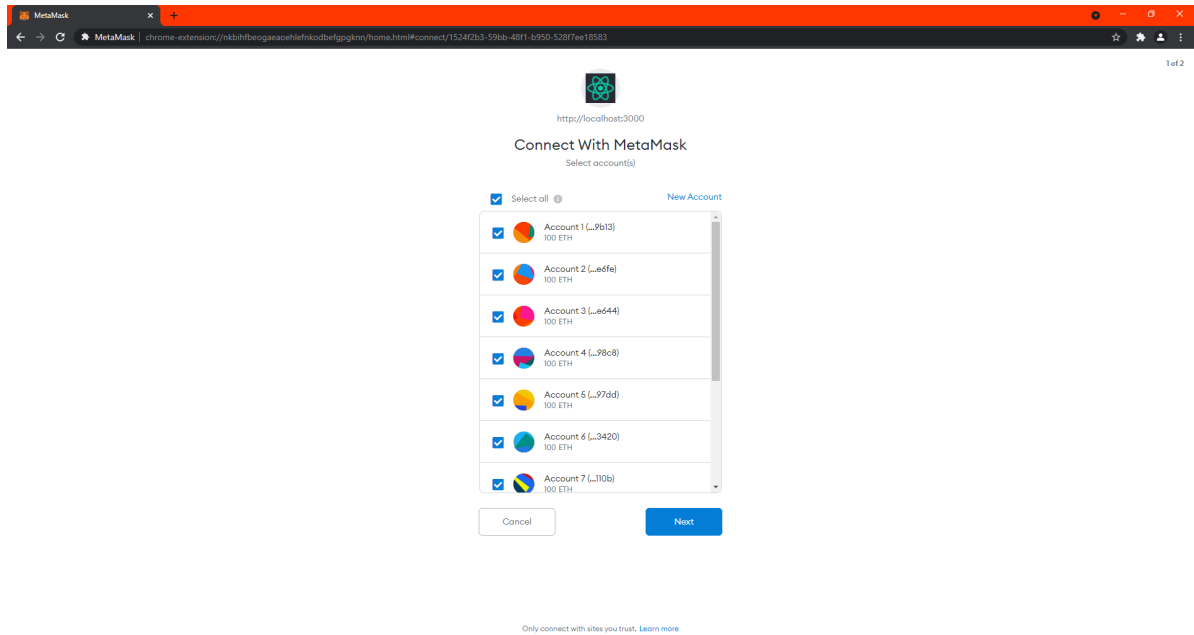 MetaMask
MetaMask chrome-extension://nkbihfbeogaeaoehlefnkodbefgpgknn/home.html#connect/1524f2b3-59bb-48f1-b950-528f7ee18583
1 of 2
http://localhost:3000
Connect With MetaMask
Select account(s)
Select all
New Account
Account 1 (...9b13)
100 ETH
Account 2 (...e6fe)
100 ETH
Account 3 (...e644)
100 ETH
Account 4 (...98c8)
100 ETH
Account 5 (...97dd)
100 ETH
Account 6 (...3420)
100 ETH
Account 7 (...110b)
100 ETH
Cancel
Next
Only connect with sites you trust. Learn more